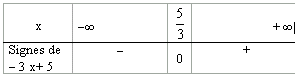 x −∞ 5/3 +∞
Signes de − 0 +
− 3 x+ 5